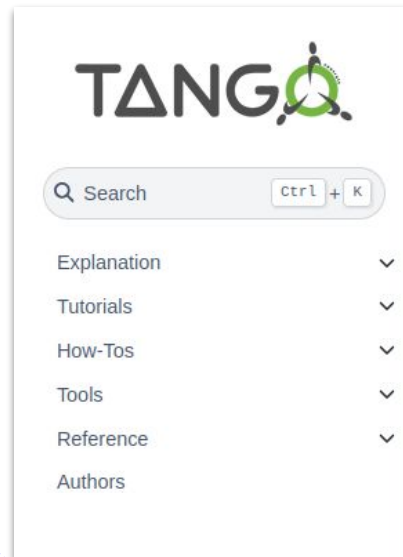 TANGO
Search Ctrl + K
Explanation
Tutorials
How-Tos
Tools
Reference
Authors